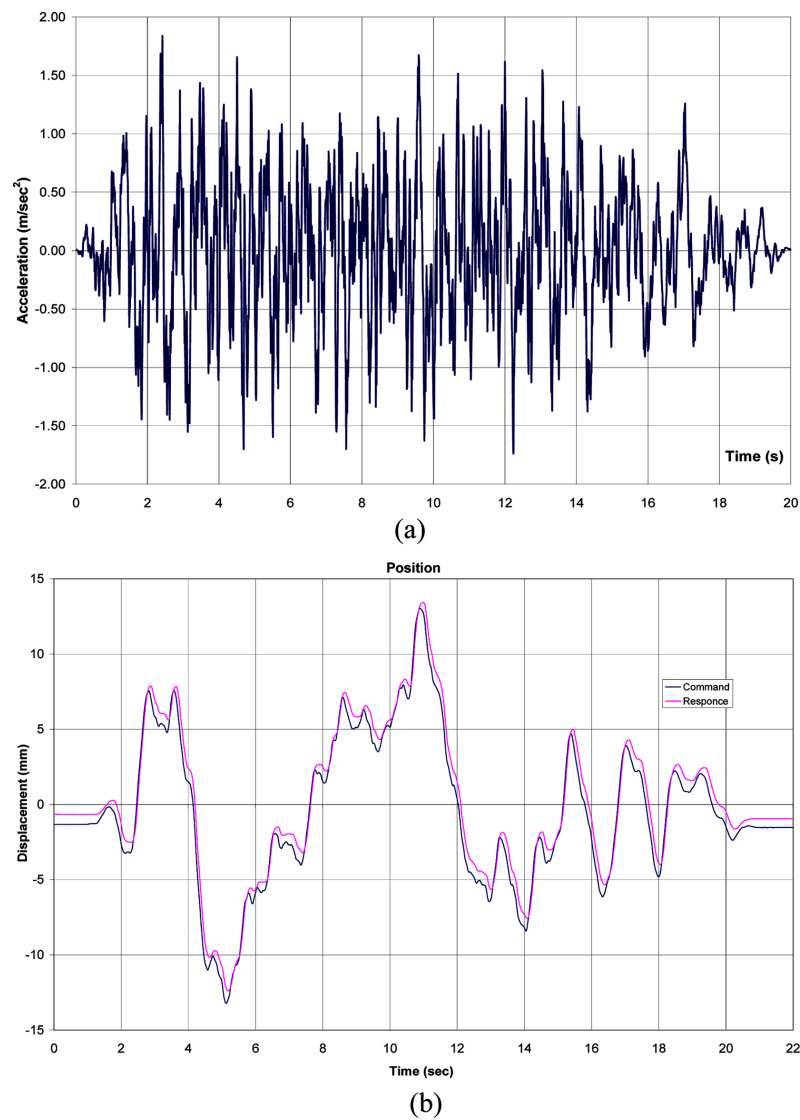 2.00
1.50
1.00
0.50
0.00
-0.50
-1.00
-1.50
-2.00
Acceleration (m/sec²)
Time (s)
0 2 4 6 8 10 12 14 16 18 20
(a)
Position
15
10
5
0
-5
-10
-15
Displacement (mm)
Command
Responce
0 2 4 6 8 10 12 14 16 18 20 22
Time (sec)
(b)